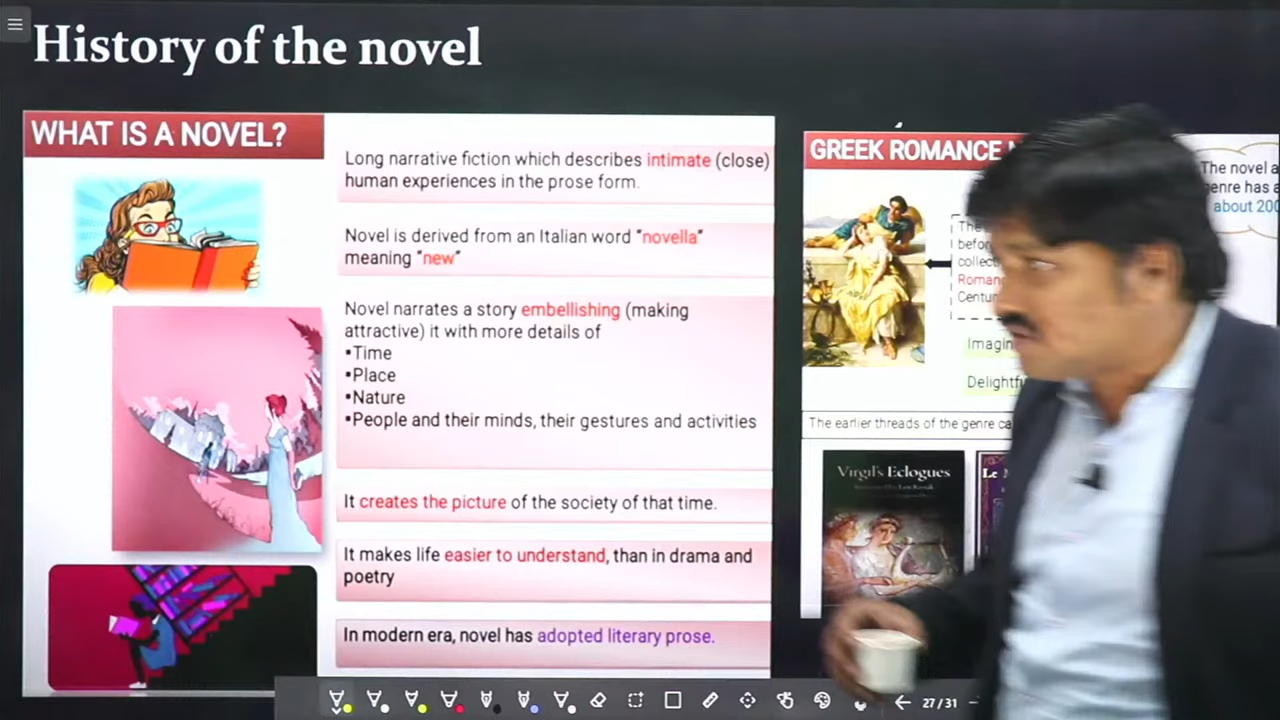 History of the novel
WHAT IS A NOVEL?
Long narrative fiction which describes intimate (close)
human experiences in the prose form.
Novel is derived from an Italian word “novella”
meaning “new”
Novel narrates a story embellishing (making
attractive) it with more details of
▪Time
▪Place
▪Nature
▪People and their minds, their gestures and activities
It creates the picture of the society of that time.
It makes life easier to understand, than in drama and
poetry
In modern era, novel has adopted literary prose.
GREEK ROMANCE
The novel a
genre has a
about 200
The
befor
collec
Roman
Centur
Imagin
Delightfu
The earlier threads of the genre ca
Virgil's Eclogues
Le
27/31